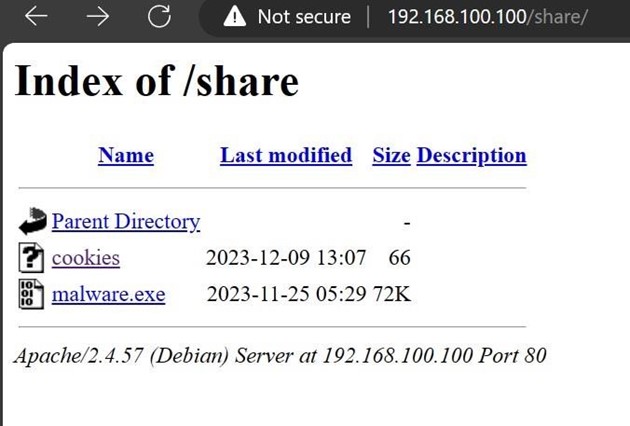 Not secure | 192.168.100.100/share/
Index of /share
Name Last modified Size Description
Parent Directory -
cookies 2023-12-09 13:07 66
malware.exe 2023-11-25 05:29 72K
Apache/2.4.57 (Debian) Server at 192.168.100.100 Port 80